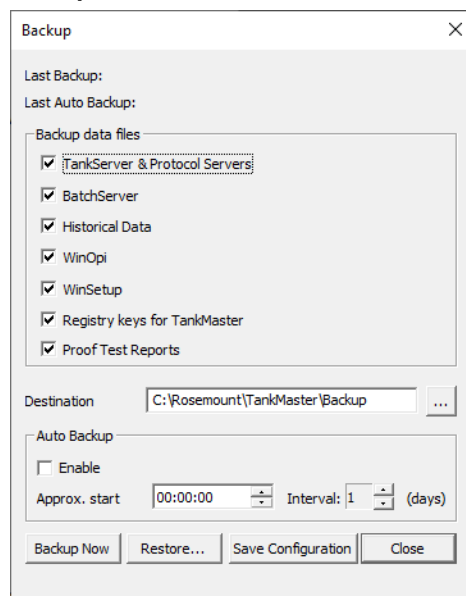 Backup
Last Backup:
Last Auto Backup:
Backup data files
TankServer & Protocol Servers
BatchServer
Historical Data
WinOpi
WinSetup
Registry keys for TankMaster
Proof Test Reports
Destination C:\Rosemount\TankMaster\Backup ...
Auto Backup
Enable
Approx. start 00:00:00 Interval: 1 (days)
Backup Now Restore... Save Configuration Close